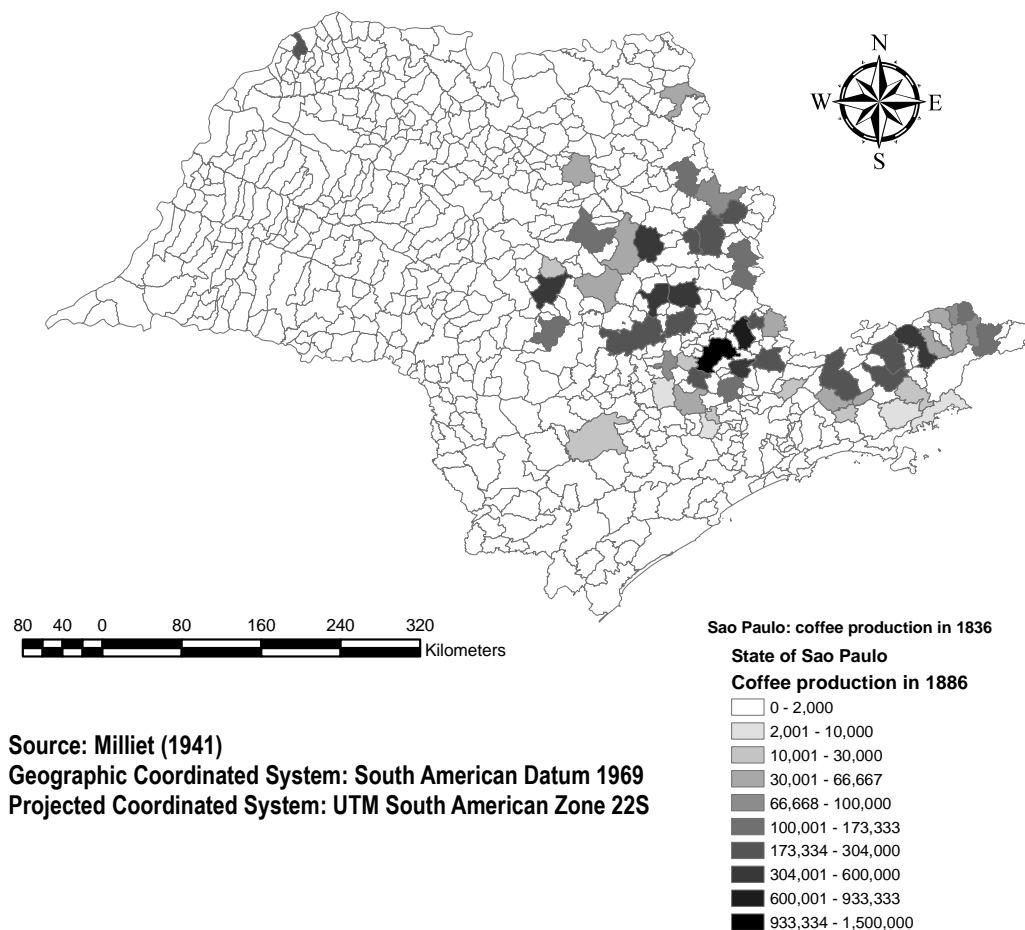 N
W E
S
80 40 0 80 160 240 320
Kilometers
Sao Paulo: coffee production in 1836
State of Sao Paulo
Coffee production in 1886
0 - 2,000
2,001 - 10,000
10,001 - 30,000
30,001 - 66,667
66,668 - 100,000
100,001 - 173,333
173,334 - 304,000
304,001 - 600,000
600,001 - 933,333
933,334 - 1,500,000
Source: Milliet (1941)
Geographic Coordinated System: South American Datum 1969
Projected Coordinated System: UTM South American Zone 22S